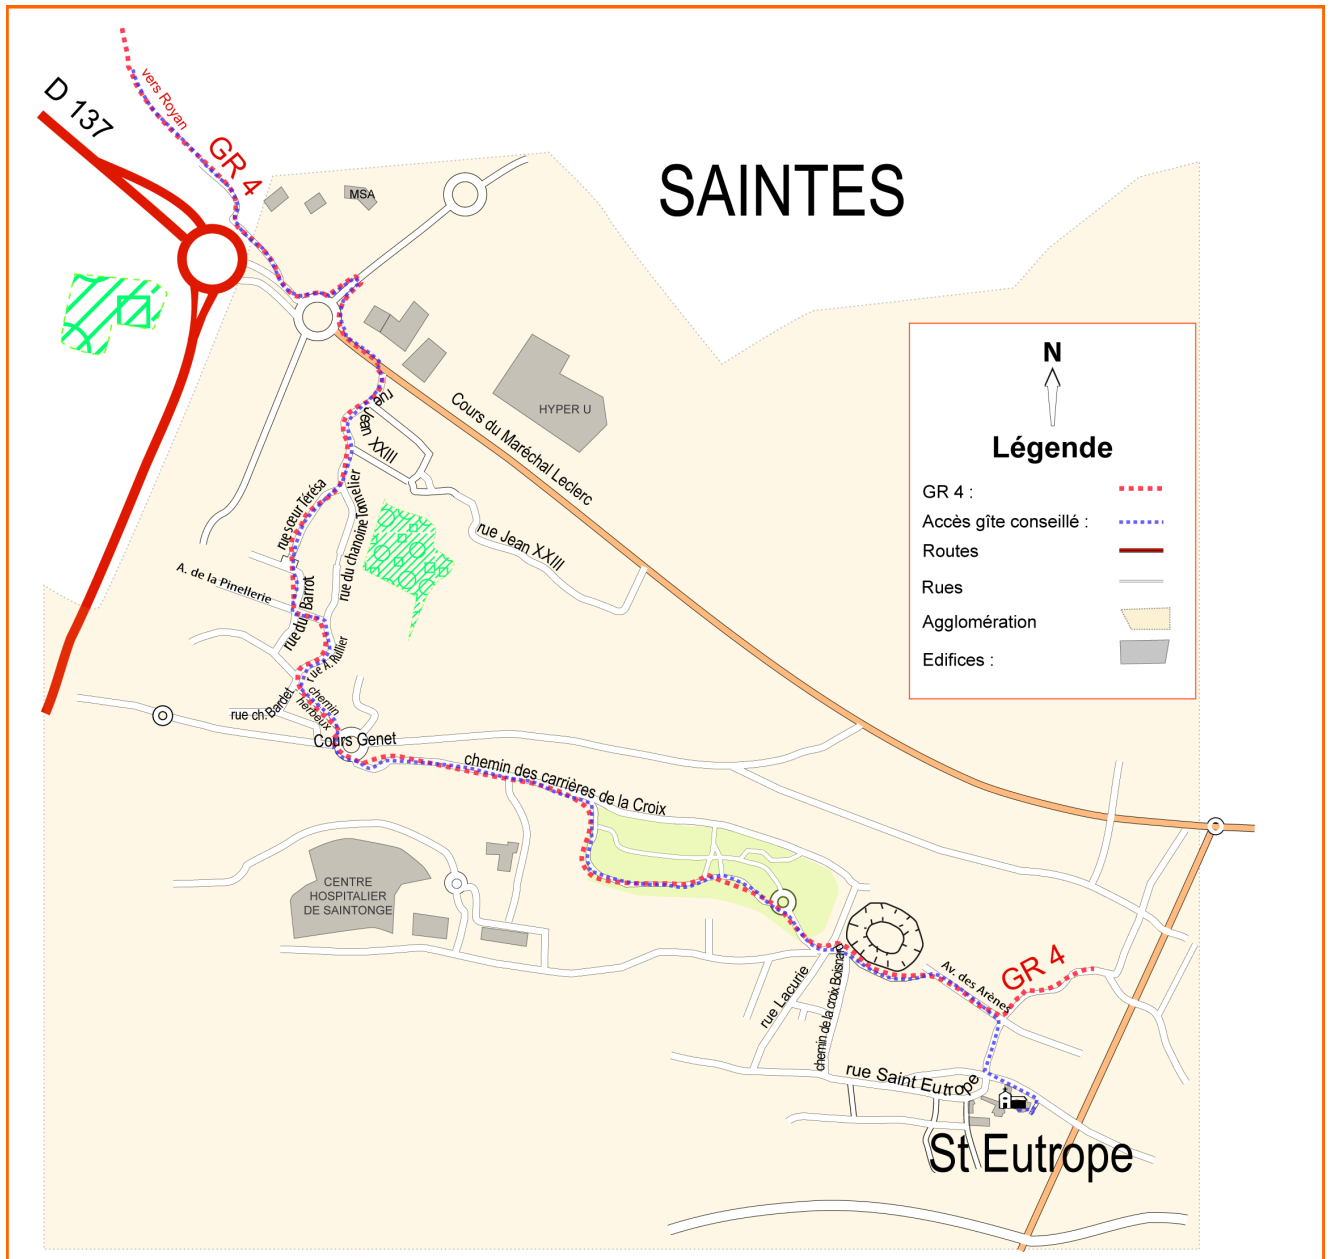 vers Royan
D 137
GR 4
MSA
SAINTES
HYPER U
Cours du Maréchal Leclerc
rue Jean XXIII
rue Jean XXIII
rue sœur Térésa
rue du chanoine Tonnelier
A. de la Pinellerie
rue du Barrot
rue A. Rullier
chemin
herbeux
rue ch. Bardet
Cours Genet
chemin des carrières de la Croix
CENTRE
HOSPITALIER
DE SAINTONGE
rue Lacurie
chemin de la croix Boisnard
Av. des Arènes
GR 4
rue Saint Eutrope
St Eutrope
N
Légende
GR 4 :
Accès gîte conseillé :
Routes
Rues
Agglomération
Edifices :